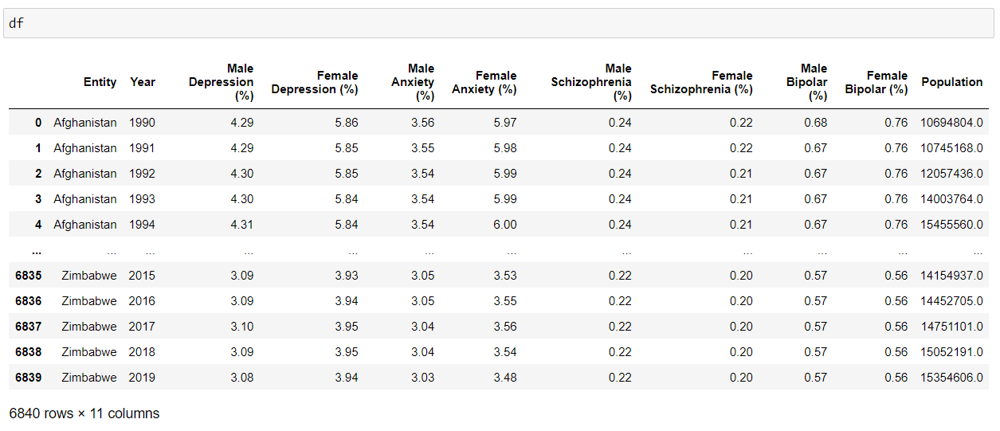 df
Entity Year Male Depression (%) Female Depression (%) Male Anxiety (%) Female Anxiety (%) Male Schizophrenia (%) Female Schizophrenia (%) Male Bipolar (%) Female Bipolar (%) Population
0 Afghanistan 1990 4.29 5.86 3.56 5.97 0.24 0.22 0.68 0.76 10694804.0
1 Afghanistan 1991 4.29 5.85 3.55 5.98 0.24 0.22 0.67 0.76 10745168.0
2 Afghanistan 1992 4.30 5.85 3.54 5.99 0.24 0.21 0.67 0.76 12057436.0
3 Afghanistan 1993 4.30 5.84 3.54 5.99 0.24 0.21 0.67 0.76 14003764.0
4 Afghanistan 1994 4.31 5.84 3.54 6.00 0.24 0.21 0.67 0.76 15455560.0
... ... ... ... ... ... ... ... ... ... ... ...
6835 Zimbabwe 2015 3.09 3.93 3.05 3.53 0.22 0.20 0.57 0.56 14154937.0
6836 Zimbabwe 2016 3.09 3.94 3.05 3.55 0.22 0.20 0.57 0.56 14452705.0
6837 Zimbabwe 2017 3.10 3.95 3.04 3.56 0.22 0.20 0.57 0.56 14751101.0
6838 Zimbabwe 2018 3.09 3.95 3.04 3.54 0.22 0.20 0.57 0.56 15052191.0
6839 Zimbabwe 2019 3.08 3.94 3.03 3.48 0.22 0.20 0.57 0.56 15354606.0
6840 rows × 11 columns